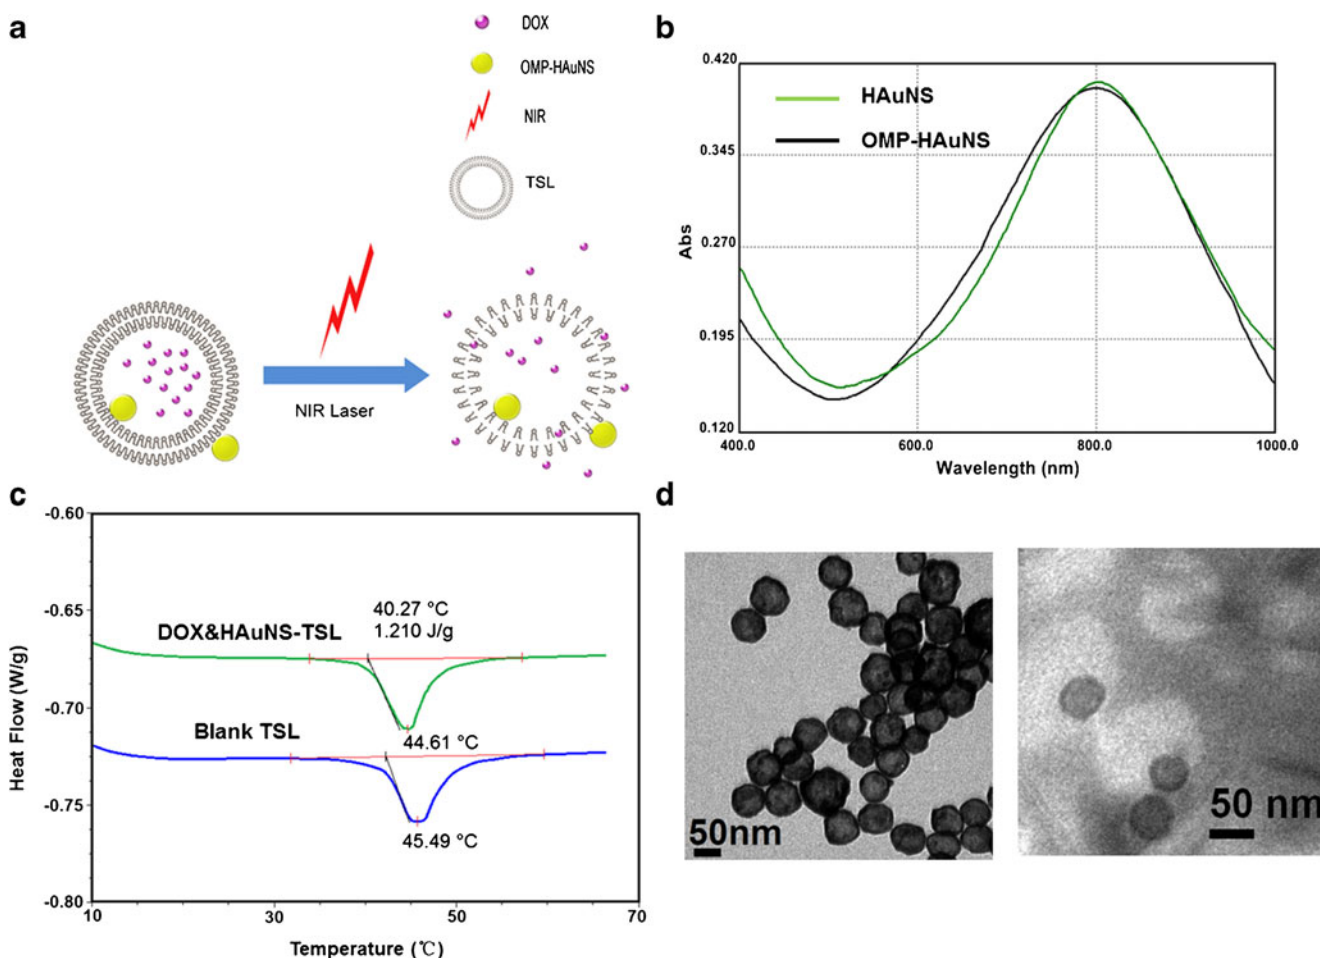 a
DOX
OMP-HAuNS
NIR
TSL
NIR Laser
b
0.420
0.345
0.270
0.195
0.120
Abs
HAuNS
OMP-HAuNS
400.0
600.0
800.0
1000.0
Wavelength (nm)
c
-0.60
-0.65
-0.70
-0.75
-0.80
Heat Flow (W/g)
40.27 °C
1.210 J/g
DOX&HAuNS-TSL
44.61 °C
Blank TSL
45.49 °C
10
30
50
70
Temperature (℃)
d
50nm
50 nm